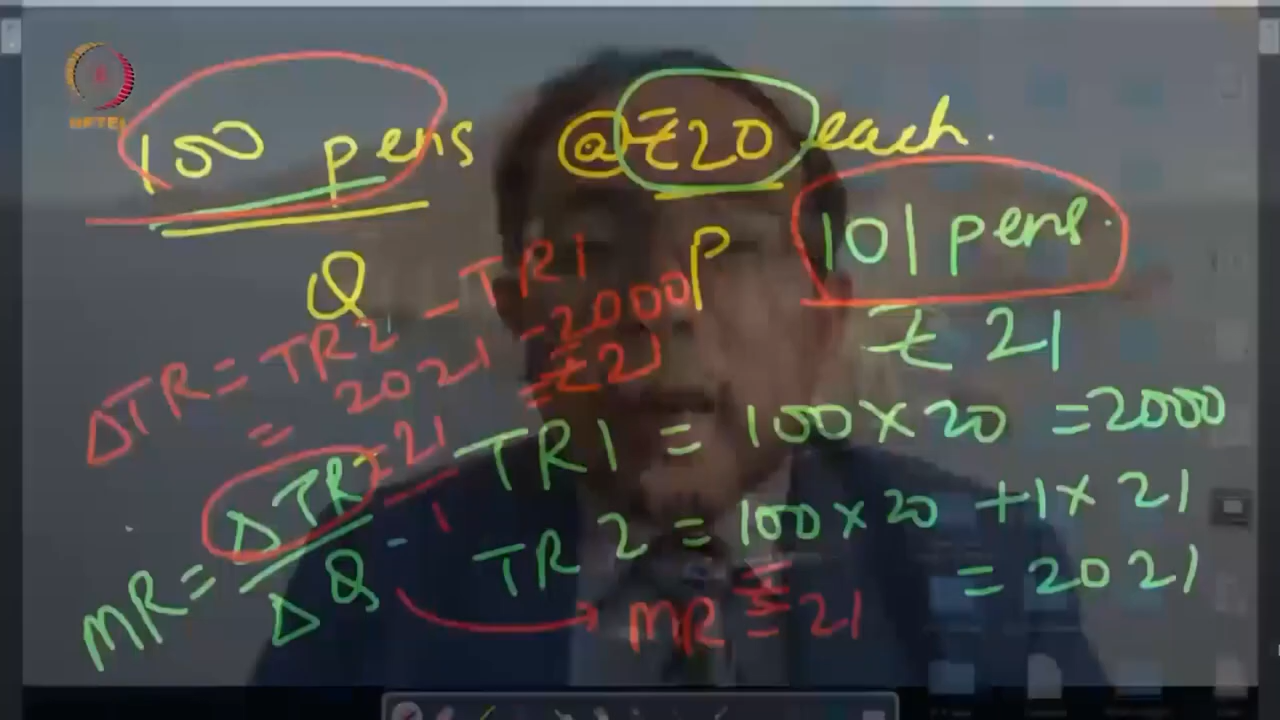 NPTEL
100 pens @ ₹20 each.
Q P 101 pens.
₹ 21
ΔTR = TR2 - TR1
= 2021 - 2000
= ₹21
TR1 = 100 × 20 = 2000
TR2 = 100 × 20 + 1 × 21
= 2021
MR = ΔTR / ΔQ = 21 / 1
MR = ₹ 21